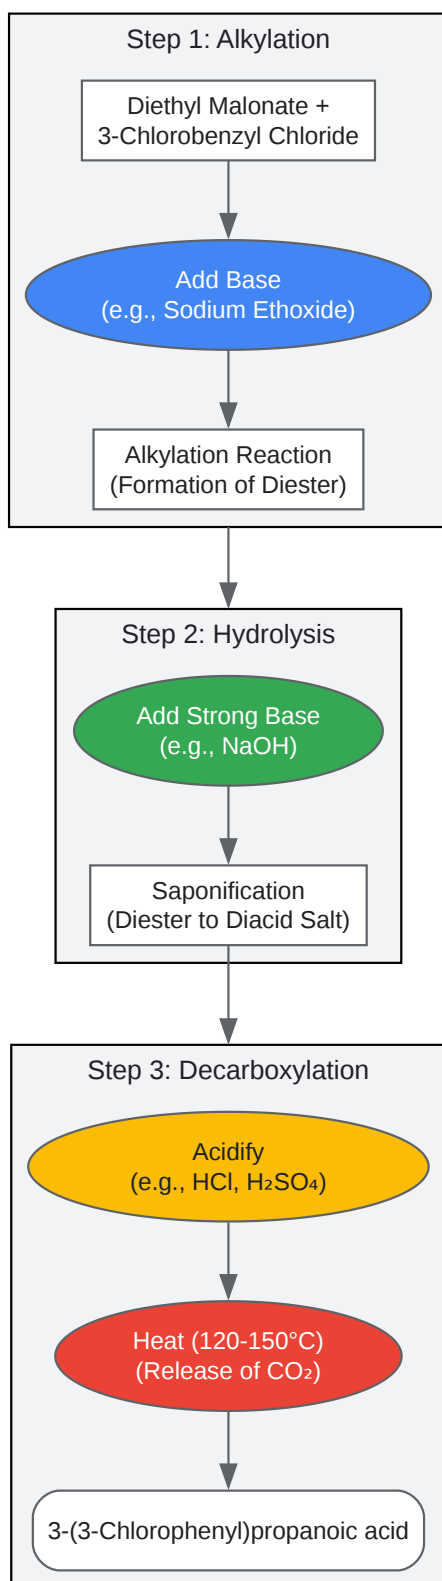 Step 1: Alkylation
Diethyl Malonate +
3-Chlorobenzyl Chloride
Add Base
(e.g., Sodium Ethoxide)
Alkylation Reaction
(Formation of Diester)
Step 2: Hydrolysis
Add Strong Base
(e.g., NaOH)
Saponification
(Diester to Diacid Salt)
Step 3: Decarboxylation
Acidify
(e.g., HCl, H₂SO₄)
Heat (120-150°C)
(Release of CO₂)
3-(3-Chlorophenyl)propanoic acid